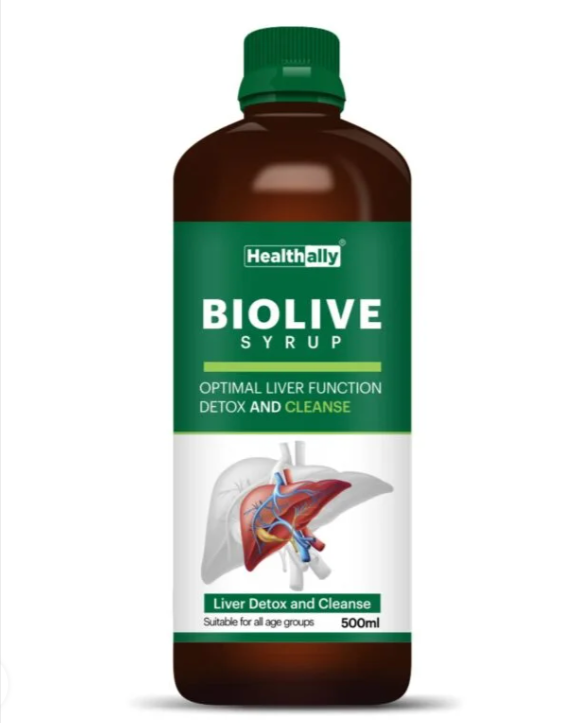 Healthally®
BIOLIVE
SYRUP
OPTIMAL LIVER FUNCTION
DETOX AND CLEANSE
Liver Detox and Cleanse
Suitable for all age groups 500ml